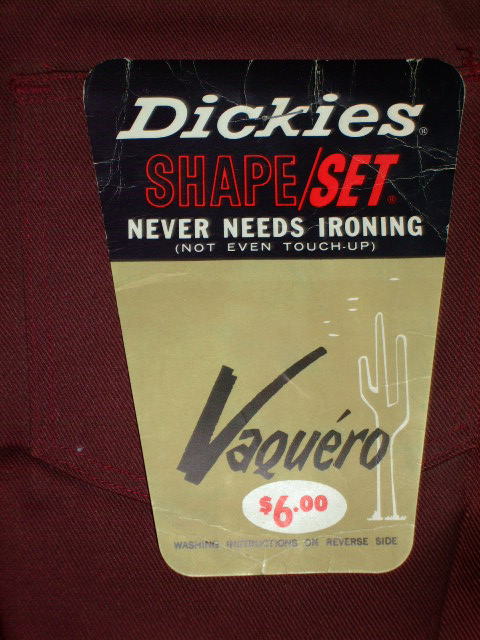 Dickies®
SHAPE/SET®
NEVER NEEDS IRONING
(NOT EVEN TOUCH-UP)
Vaquéro
$6.00
WASHING INSTRUCTIONS ON REVERSE SIDE